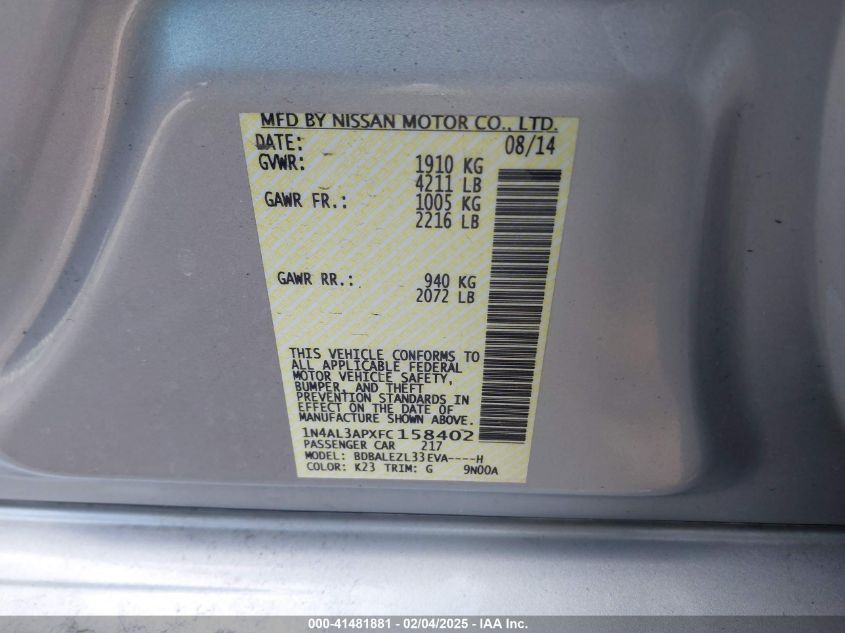 MFD BY NISSAN MOTOR CO., LTD.
DATE: 08/14
GVWR: 1910 KG
4211 LB
GAWR FR.: 1005 KG
2216 LB
GAWR RR.: 940 KG
2072 LB
THIS VEHICLE CONFORMS TO
ALL APPLICABLE FEDERAL
MOTOR VEHICLE SAFETY,
BUMPER, AND THEFT
PREVENTION STANDARDS IN
EFFECT ON THE DATE OF
MANUFACTURE SHOWN ABOVE.
1N4AL3APXFC158402
PASSENGER CAR 217
MODEL: BDBALEZL33EVA----H
COLOR: K23 TRIM: G 9N00A
000-41481881 - 02/04/2025 - IAA Inc.